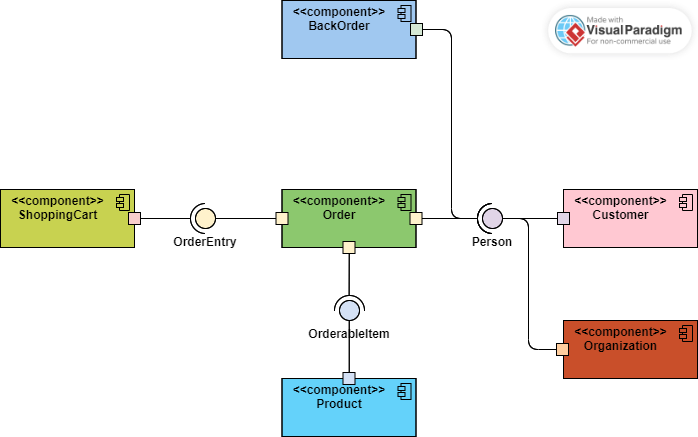 <<component>>
BackOrder
Made with
Visual Paradigm
For non-commercial use
<<component>>
ShoppingCart
<<component>>
Order
<<component>>
Customer
OrderEntry
Person
<<component>>
Organization
OrderableItem
<<component>>
Product